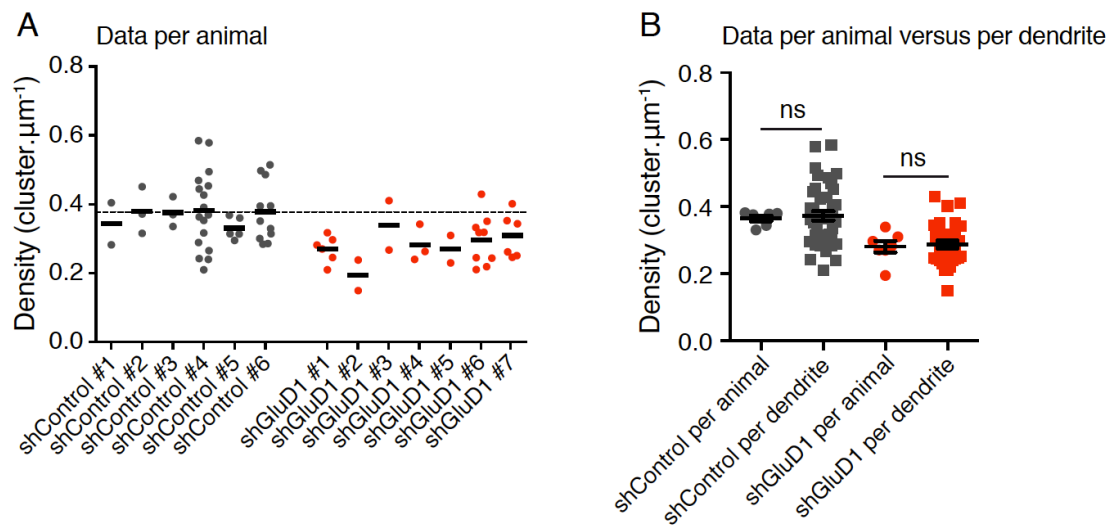 A
Data per animal
Density (cluster.µm⁻¹)
0.8
0.6
0.4
0.2
0.0
shControl #1
shControl #2
shControl #3
shControl #4
shControl #5
shControl #6
shGluD1 #1
shGluD1 #2
shGluD1 #3
shGluD1 #4
shGluD1 #5
shGluD1 #6
shGluD1 #7
B
Data per animal versus per dendrite
Density (cluster.µm⁻¹)
0.8
0.6
0.4
0.2
0.0
ns
ns
shControl per animal
shControl per dendrite
shGluD1 per animal
shGluD1 per dendrite